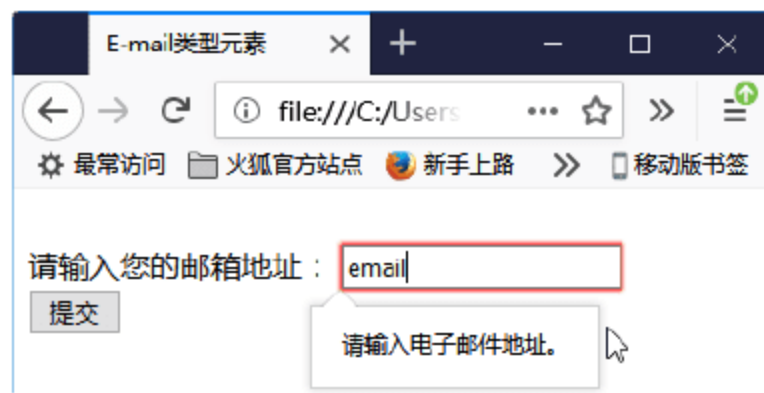 E-mail类型元素
file:///C:/Users
最常访问 火狐官方站点 新手上路 移动版书签
请输入您的邮箱地址： email
提交
请输入电子邮件地址。